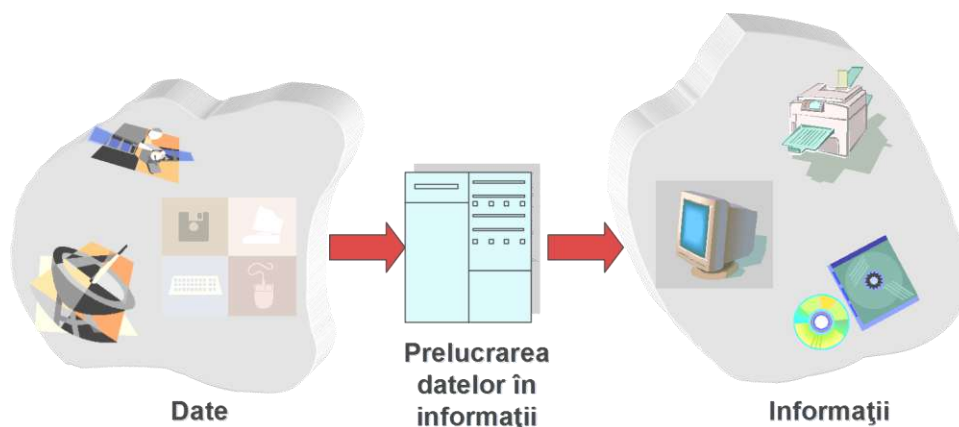 Date
Prelucrarea
datelor în
informaţii
Informaţii